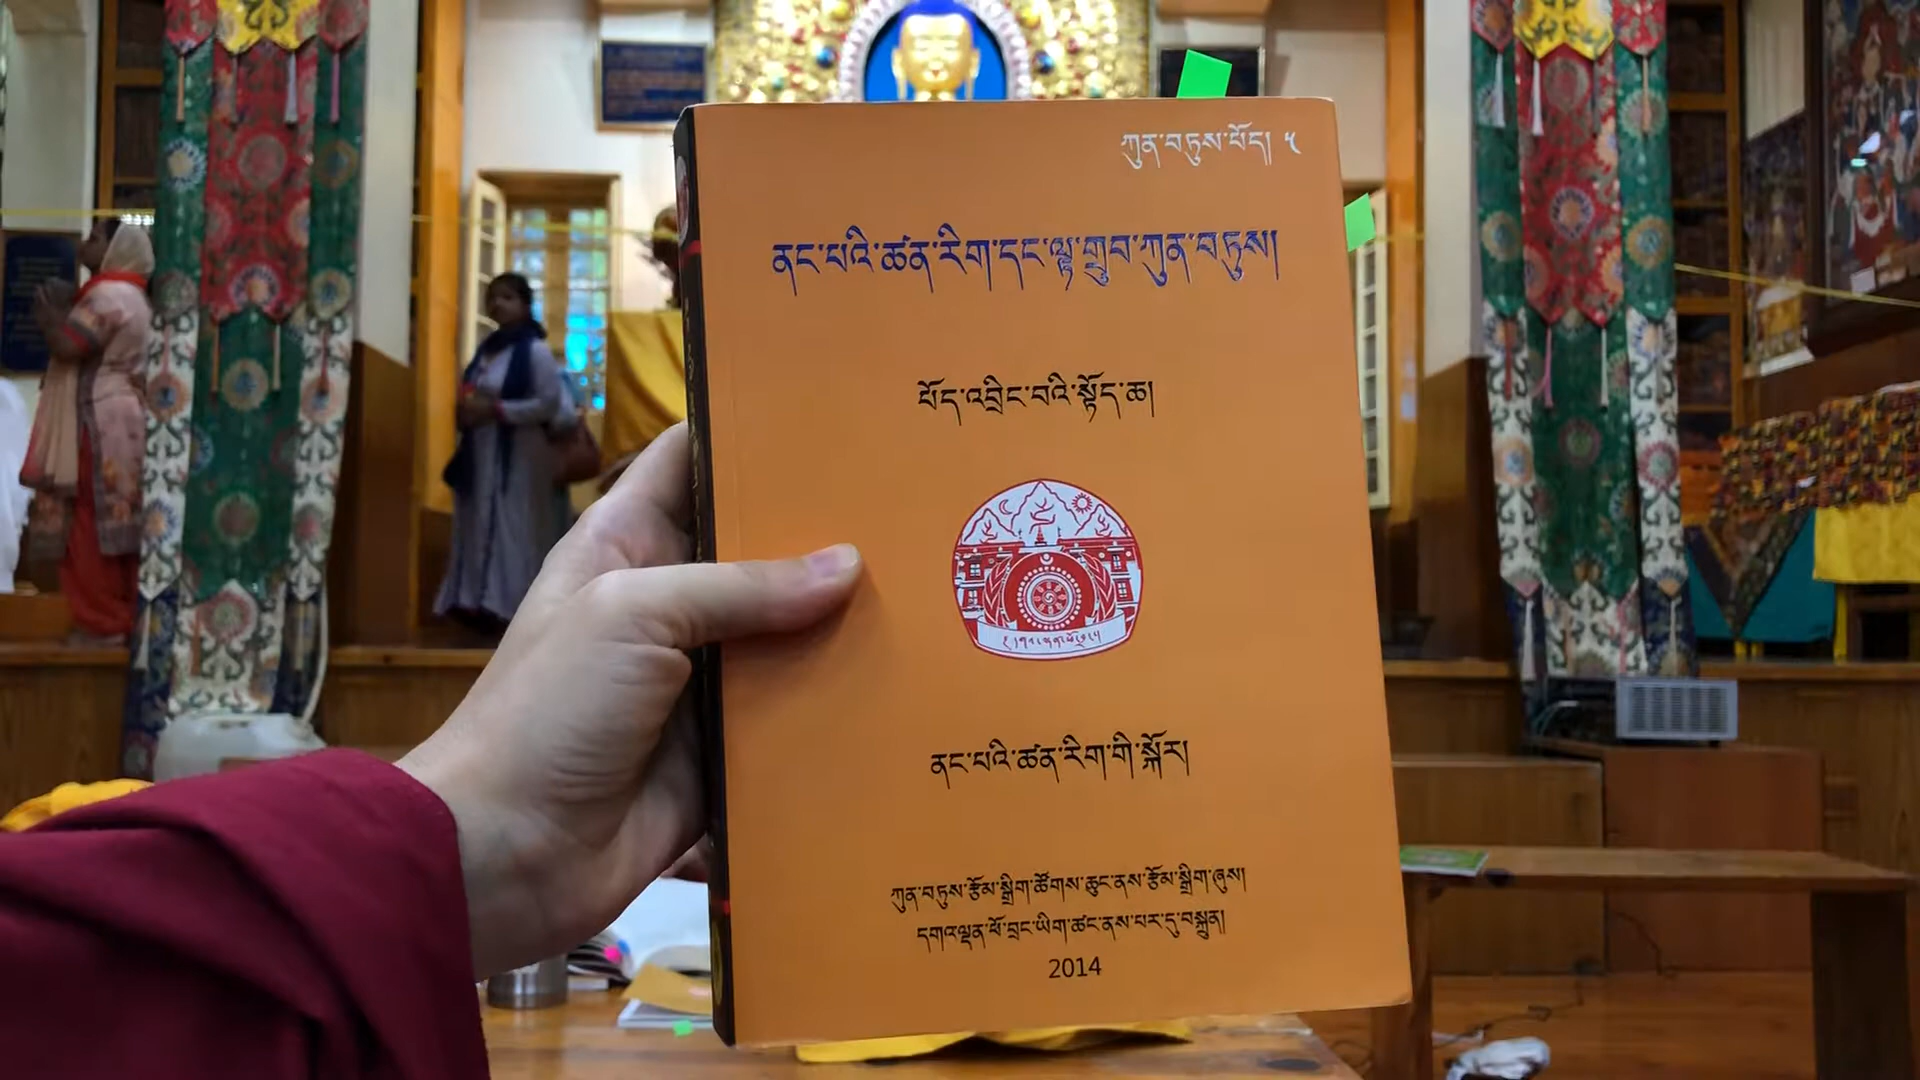 ཀུན་བཏུས་པོད། ༥
ནང་པའི་ཚན་རིག་དང་ལྟ་གྲུབ་ཀུན་བཏུས།
པོད་འབྲིང་བའི་སྟོད་ཆ།
ནང་པའི་ཚན་རིག་གི་སྐོར།
ཀུན་བཏུས་རྩོམ་སྒྲིག་ཚོགས་ཆུང་ནས་རྩོམ་སྒྲིག་ཞུས།
དགའ་ལྡན་ཕོ་བྲང་ཡིག་ཚང་ནས་པར་དུ་བསྐྲུན།
2014